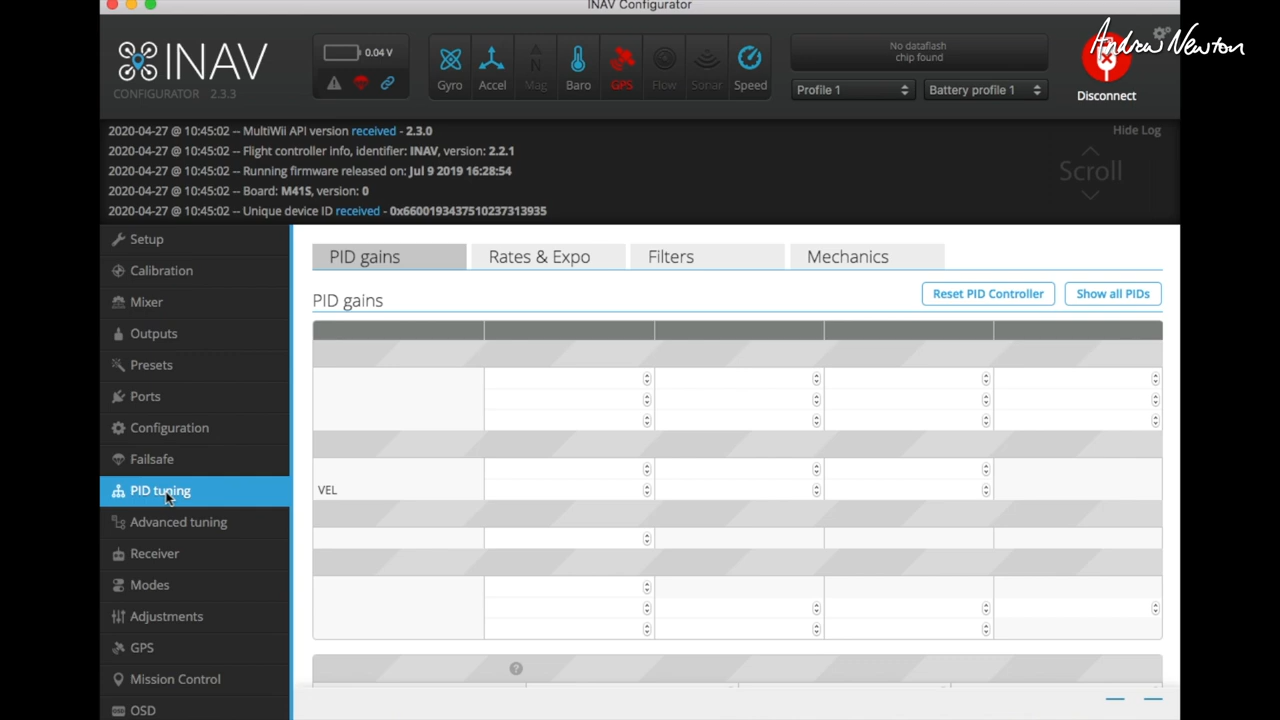 INAV Configurator
Andrew Newton
INAV
CONFIGURATOR 2.3.3
0.04 V
Gyro Accel Mag Baro GPS Flow Sonar Speed
No dataflash
chip found
Profile 1 Battery profile 1
Disconnect
2020-04-27 @ 10:45:02 -- MultiWii API version received - 2.3.0
Hide Log
2020-04-27 @ 10:45:02 -- Flight controller info, identifier: INAV, version: 2.2.1
2020-04-27 @ 10:45:02 -- Running firmware released on: Jul 9 2019 16:28:54
Scroll
2020-04-27 @ 10:45:02 -- Board: M41S, version: 0
2020-04-27 @ 10:45:02 -- Unique device ID received - 0x6600193437510237313935
Setup
Calibration
Mixer
Outputs
Presets
Ports
Configuration
Failsafe
PID tuning
Advanced tuning
Receiver
Modes
Adjustments
GPS
Mission Control
OSD
PID gains Rates & Expo Filters Mechanics
PID gains
Reset PID Controller Show all PIDs
VEL
?